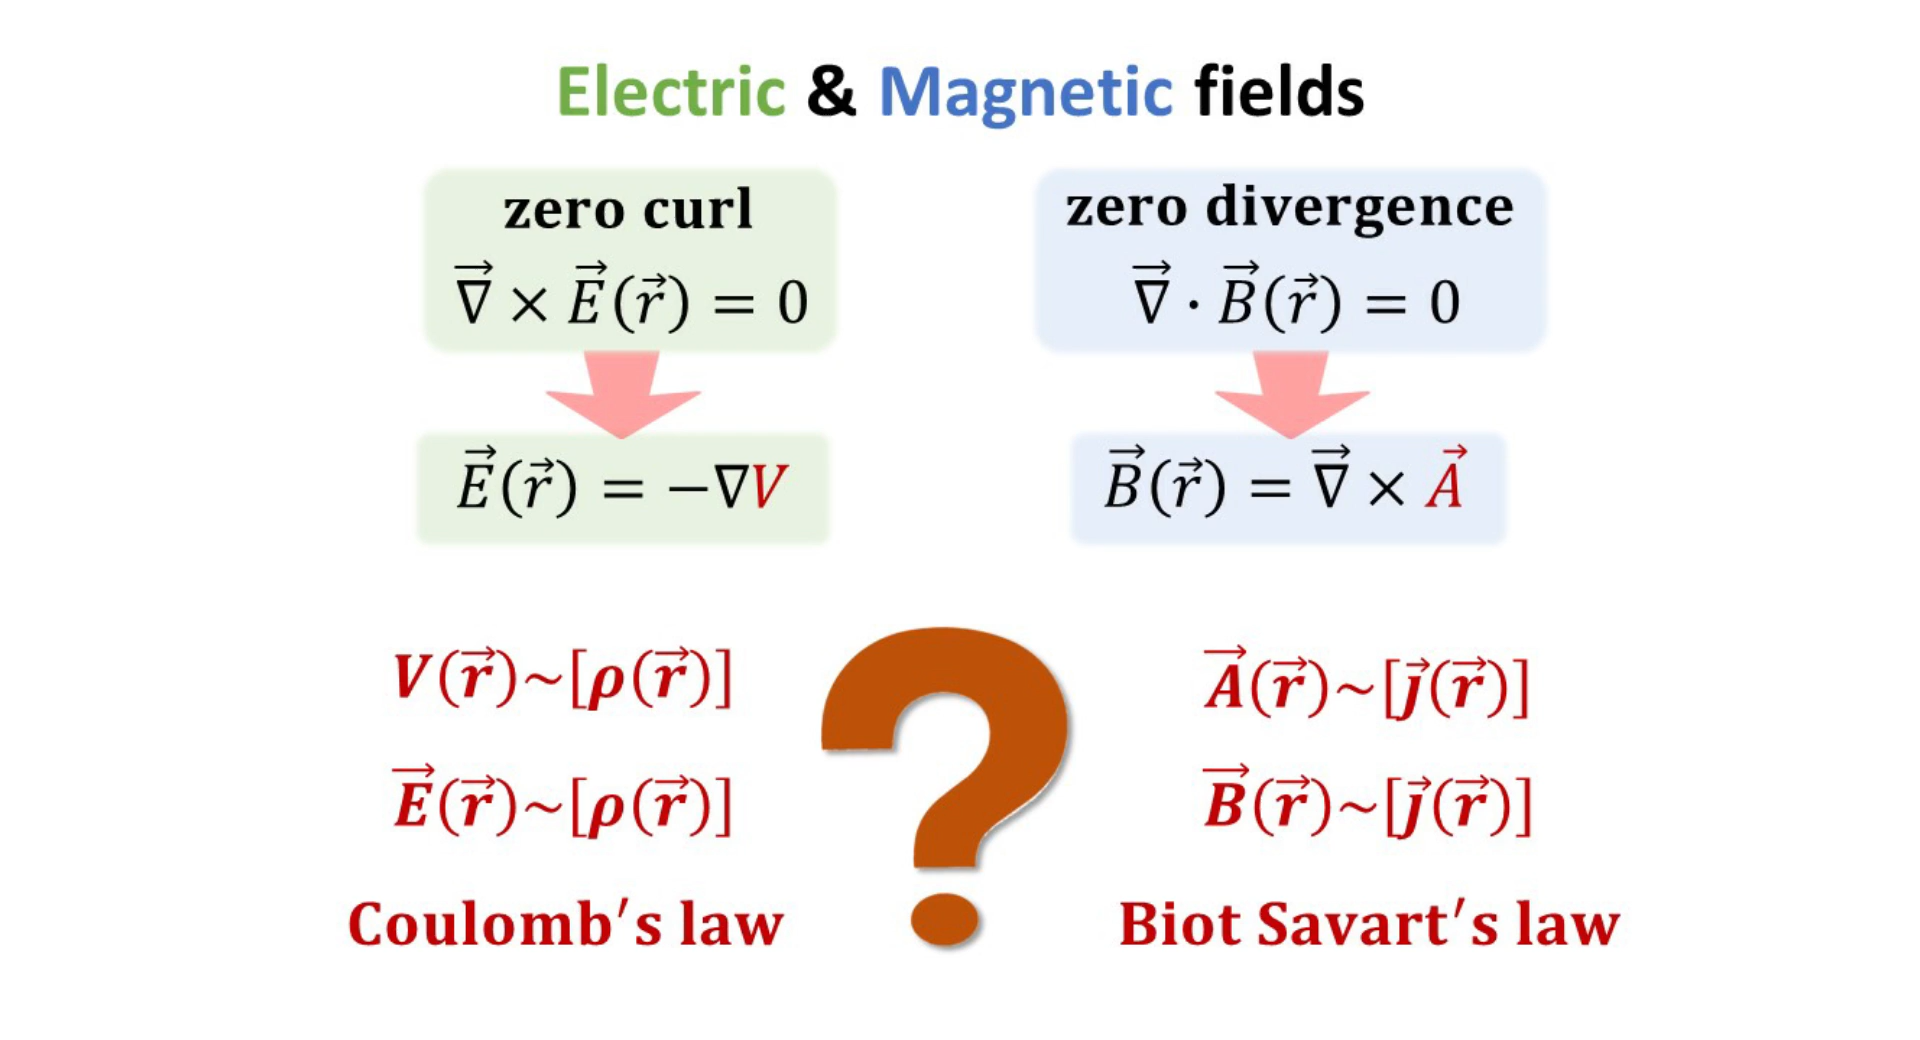 Electric & Magnetic fields
zero curl
∇⃗ × E⃗(r⃗) = 0
E⃗(r⃗) = −∇V
zero divergence
∇⃗ · B⃗(r⃗) = 0
B⃗(r⃗) = ∇⃗ × A⃗
V(r⃗)~[ρ(r⃗)]
E⃗(r⃗)~[ρ(r⃗)]
Coulomb′s law
?
A⃗(r⃗)~[ȷ⃗(r⃗)]
B⃗(r⃗)~[ȷ⃗(r⃗)]
Biot Savart′s law